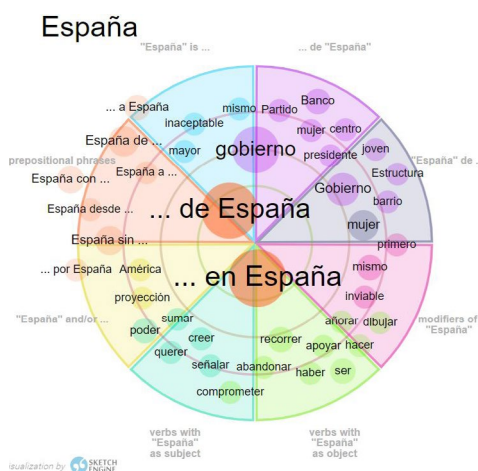 España
"España" is ...
... de "España"
... a España
mismo
Partido
Banco
inaceptable
mujer
centro
España de ...
mayor
gobierno
presidente
joven
prepositional phrases
"España" de ...
España con ...
España a ...
Gobierno
Estructura
España desde ...
... de España
barrio
mujer
España sin ...
primero
... por España
América
... en España
mismo
proyección
inviable
"España" and/or ...
poder
sumar
añorar
dibujar
modifiers of
"España"
creer
recorrer
apoyar
hacer
querer
señalar
abandonar
haber
ser
comprometer
verbs with
"España"
as subject
verbs with
"España"
as object
visualization by
SKETCH
ENGINE